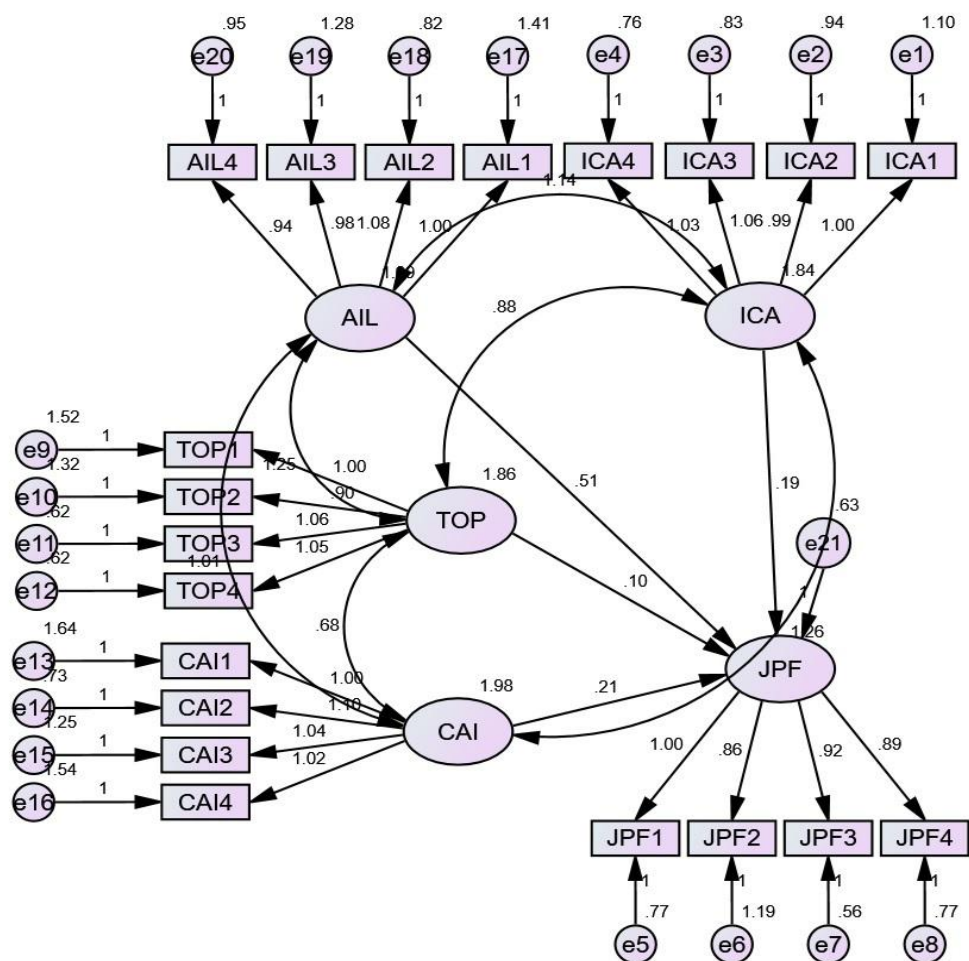 .95 1.28 .82 1.41 .76 .83 .94 1.10
e20 e19 e18 e17 e4 e3 e2 e1
1 1 1 1 1 1 1 1
AIL4 AIL3 AIL2 AIL1 ICA4 ICA3 ICA2 ICA1
1.14
.94 .98 1.08 1.00 1.03 1.06 .99 1.00
1.84
AIL ICA
.88
1.52
e9 1 TOP1
1.32 1.25 1.00 1.86 .51 .19 .63
e10 1 TOP2 .90
.62 TOP e21
e11 1 TOP3 1.06
.62 1.01 1.05
e12 1 TOP4 .10 1
.68 1.26
1.64
e13 1 CAI1 JPF
.73 1.00 1.98 .21
e14 1 CAI2 1.10
1.25 CAI
e15 1 CAI3 1.04
1.54 1.02 1.00 .86 .92 .89
e16 1 CAI4
JPF1 JPF2 JPF3 JPF4
1 1 1 1
.77 1.19 .56 .77
e5 e6 e7 e8